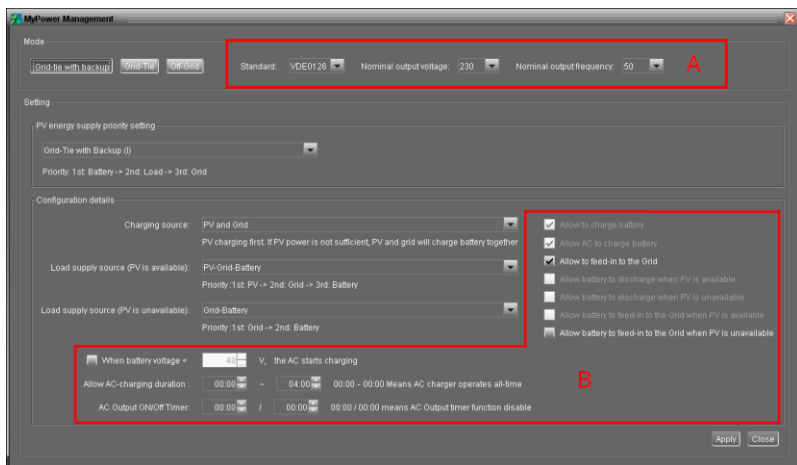 MyPower Management
Mode
Grid-tie with backup Grid-Tie Off-Grid Standard: VDE0126 Nominal output voltage: 230 Nominal output frequency: 50 A
Setting
PV energy supply priority setting
Grid-Tie with Backup (I)
Priority: 1st: Battery-> 2nd: Load -> 3rd: Grid
Configuration details
Charging source: PV and Grid
PV charging first. If PV power is not sufficient, PV and grid will charge battery together
Load supply source (PV is available): PV-Grid-Battery
Priority :1st: PV-> 2nd: Grid -> 3rd: Battery
Load supply source (PV is unavailable): Grid-Battery
Priority :1st: Grid -> 2nd: Battery
Allow to charge battery
Allow AC to charge battery
Allow to feed-in to the Grid
Allow battery to discharge when PV is available
Allow battery to discharge when PV is unavailable
Allow battery to feed-in to the Grid when PV is available
Allow battery to feed-in to the Grid when PV is unavailable
When battery voltage < 48 V, the AC starts charging
Allow AC-charging duration : 00:00 ~ 04:00 00:00 - 00:00 Means AC charger operates all-time
B
AC Output ON/Off Timer: 00:00 / 00:00 00:00 / 00:00 means AC Output timer function disable
Apply Close